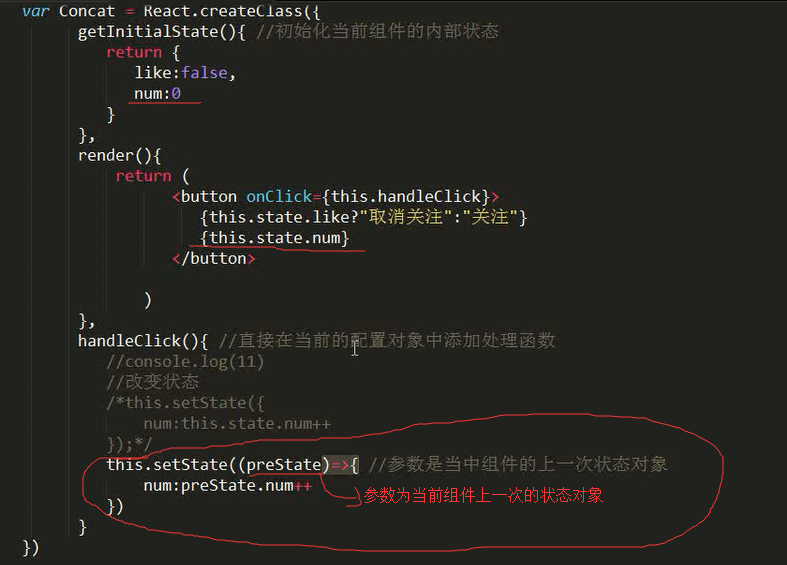 var Concat = React.createClass({
getInitialState(){ //初始化当前组件的内部状态
return {
like:false,
num:0
}
},
render(){
return (
<button onClick={this.handleClick}>
{this.state.like?"取消关注":"关注"}
{this.state.num}
</button>
)
},
handleClick(){ //直接在当前的配置对象中添加处理函数
//console.log(11)
//改变状态
/*this.setState({
num:this.state.num++
});*/
this.setState((preState)=>{ //参数是当中组件的上一次状态对象
num:preState.num++ 参数为当前组件上一次的状态对象
})
}
})